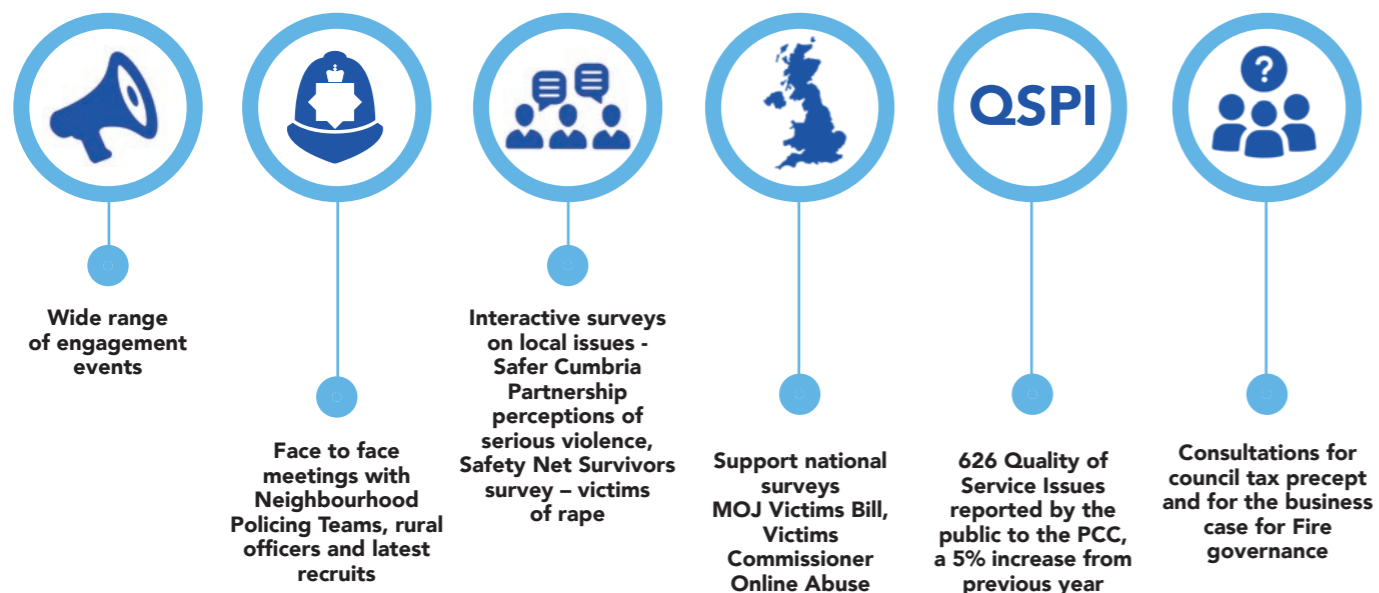 QSPI
?
Wide range
of engagement
events
Face to face
meetings with
Neighbourhood
Policing Teams, rural
officers and latest
recruits
Interactive surveys
on local issues -
Safer Cumbria
Partnership
perceptions of
serious violence,
Safety Net Survivors
survey – victims
of rape
Support national
surveys
MOJ Victims Bill,
Victims
Commissioner
Online Abuse
626 Quality of
Service Issues
reported by the
public to the PCC,
a 5% increase from
previous year
Consultations for
council tax precept
and for the business
case for Fire
governance